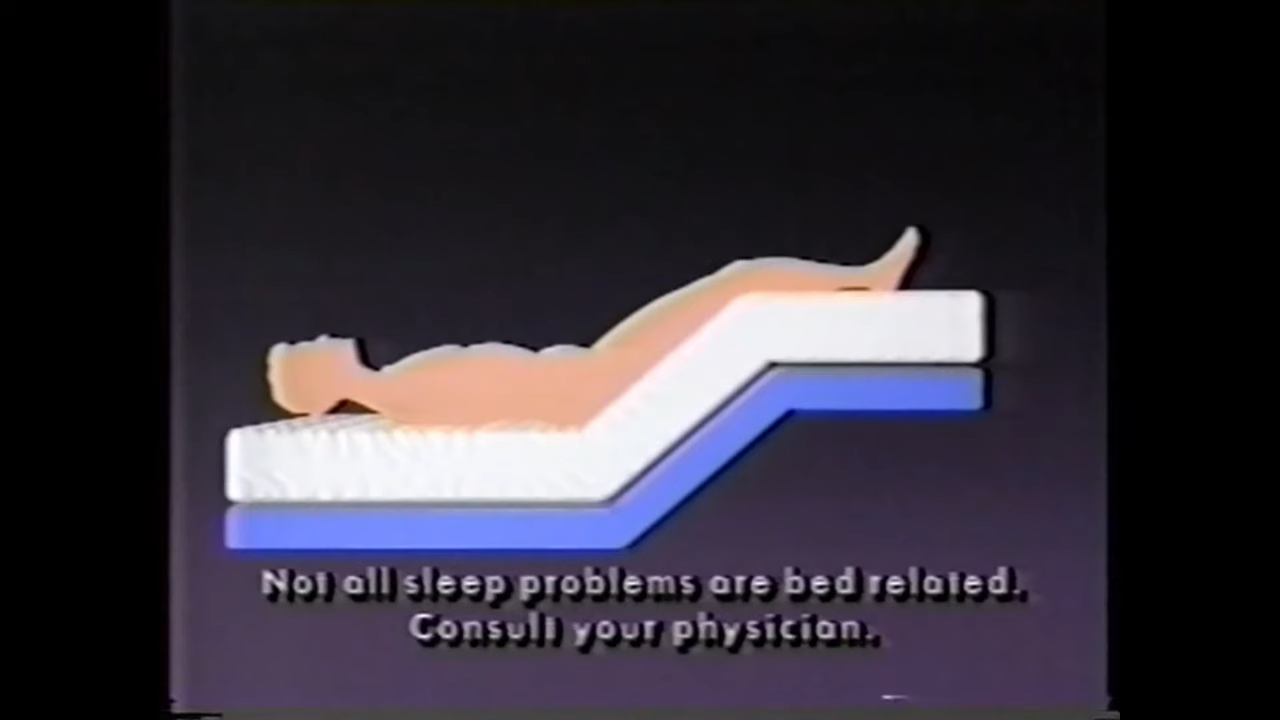 Not all sleep problems are bed related.
Consult your physician.